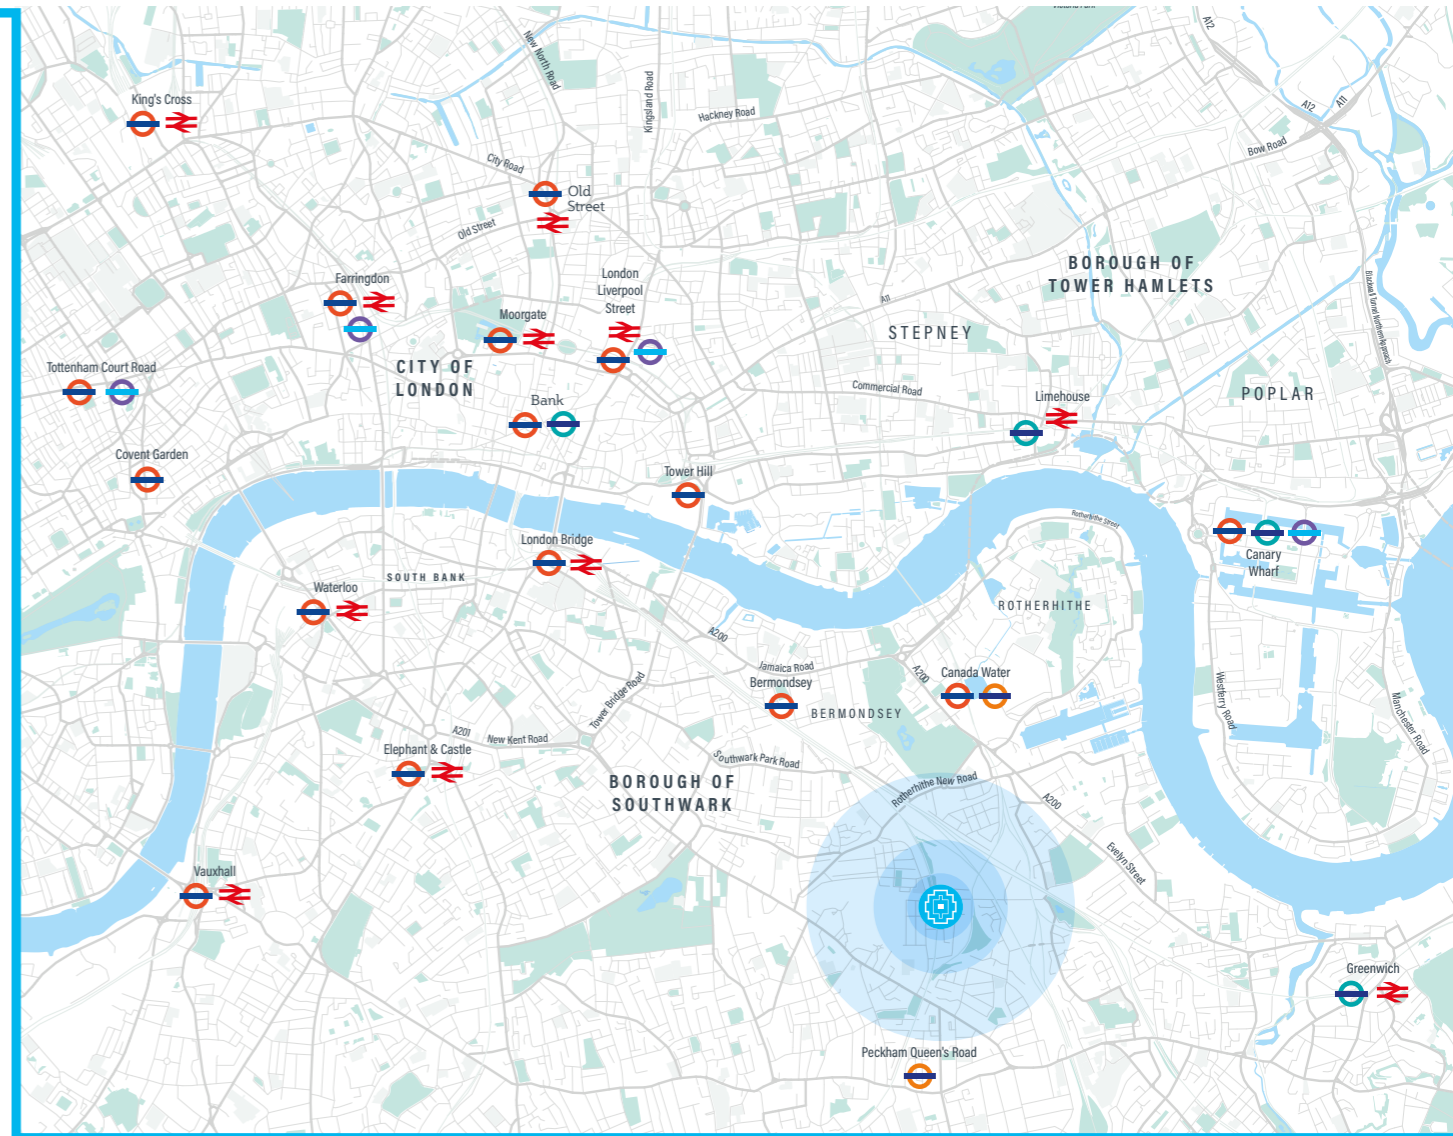 A12
New North Road
Kingsland Road
King's Cross
Hackney Road
A12
A11
Bow Road
City Road
Old
Street
Old Street
BOROUGH OF
TOWER HAMLETS
Farringdon
London
Liverpool
Street
A11
Blackwall Tunnel Northern Approach
Moorgate
STEPNEY
Tottenham Court Road
CITY OF
LONDON
Commercial Road
Limehouse
POPLAR
Bank
Covent Garden
Tower Hill
Rotherhithe Street
London Bridge
Canary
Wharf
SOUTH BANK
Waterloo
ROTHERHITHE
A200
Jamaica Road
Bermondsey
A200
Canada Water
Tower Bridge Road
BERMONDSEY
Westferry Road
Manchester Road
A201
New Kent Road
Elephant & Castle
Southwark Park Road
BOROUGH OF
SOUTHWARK
Rotherhithe New Road
A200
Evelyn Street
Vauxhall
Greenwich
Peckham Queen's Road